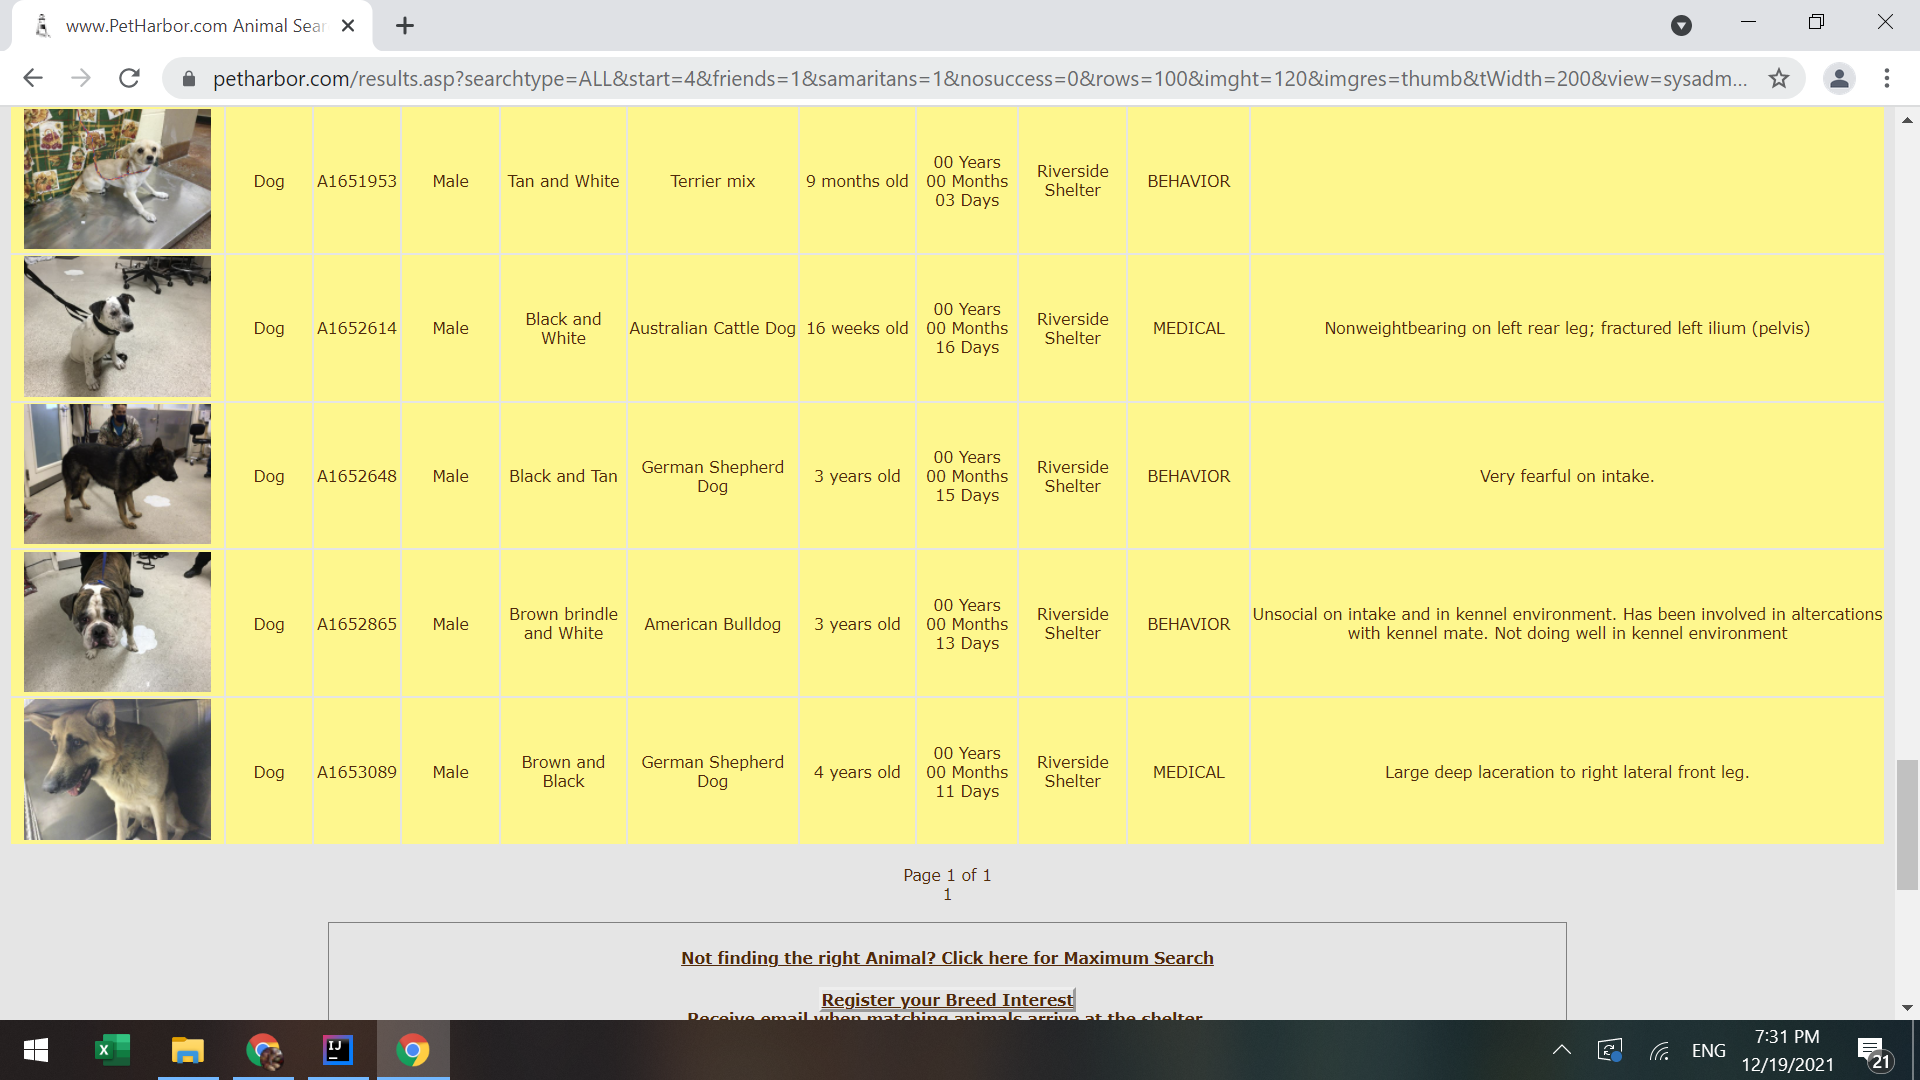 www.PetHarbor.com Animal Sear
petharbor.com/results.asp?searchtype=ALL&start=4&friends=1&samaritans=1&nosuccess=0&rows=100&imght=120&imgres=thumb&tWidth=200&view=sysadm...
Dog A1651953 Male Tan and White Terrier mix 9 months old 00 Years 00 Months 03 Days Riverside Shelter BEHAVIOR
Dog A1652614 Male Black and White Australian Cattle Dog 16 weeks old 00 Years 00 Months 16 Days Riverside Shelter MEDICAL Nonweightbearing on left rear leg; fractured left ilium (pelvis)
Dog A1652648 Male Black and Tan German Shepherd Dog 3 years old 00 Years 00 Months 15 Days Riverside Shelter BEHAVIOR Very fearful on intake.
Dog A1652865 Male Brown brindle and White American Bulldog 3 years old 00 Years 00 Months 13 Days Riverside Shelter BEHAVIOR Unsocial on intake and in kennel environment. Has been involved in altercations with kennel mate. Not doing well in kennel environment
Dog A1653089 Male Brown and Black German Shepherd Dog 4 years old 00 Years 00 Months 11 Days Riverside Shelter MEDICAL Large deep laceration to right lateral front leg.
Page 1 of 1
1
Not finding the right Animal? Click here for Maximum Search
Register your Breed Interest
Receive email when matching animals arrive at the shelter
IJ
ENG
7:31 PM
12/19/2021
21